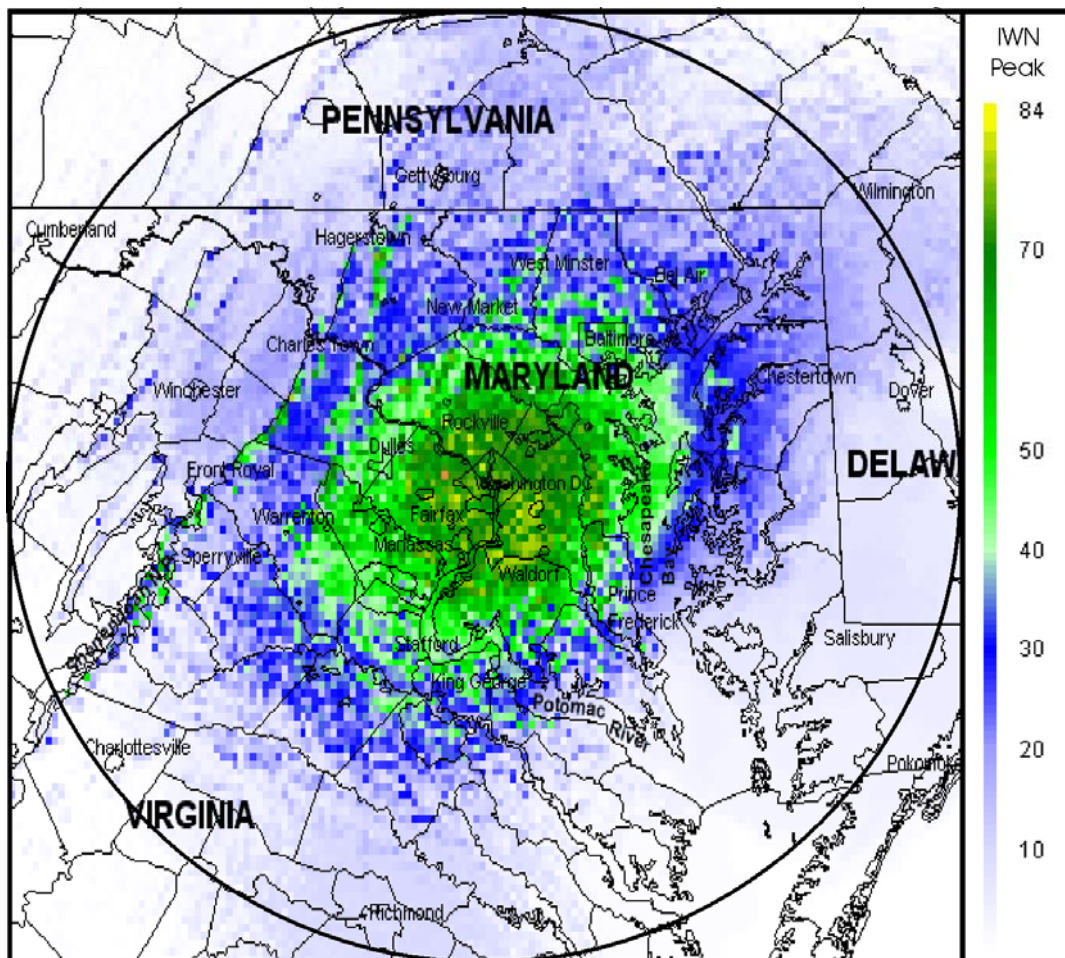 IWN
Peak
84
70
50
40
30
20
10
PENNSYLVANIA
Gettysburg
Wilmington
Cumberland
Hagerstown
West Minster
Bel Air
New Market
Charles Town
Baltimore
MARYLAND
Winchester
Chestertown
Dover
Rockville
Dulles
Front Royal
Washington DC
DELAW
Warrenton
Fairfax
Chesapeake
Bay
Manassas
Sperryville
Waldorf
Prince
Frederick
Stafford
Salisbury
King George
Potomac
River
Charlottesville
VIRGINIA
Richmond